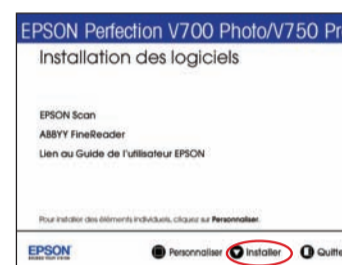 EPSON Perfection V700 Photo/V750 Pr
Installation des logiciels
EPSON Scan
ABBYY FineReader
Lien au Guide de l'utilisateur EPSON
Pour installer des éléments individuels, cliquez sur Personnaliser.
EPSON Personnaliser Installer Quitte